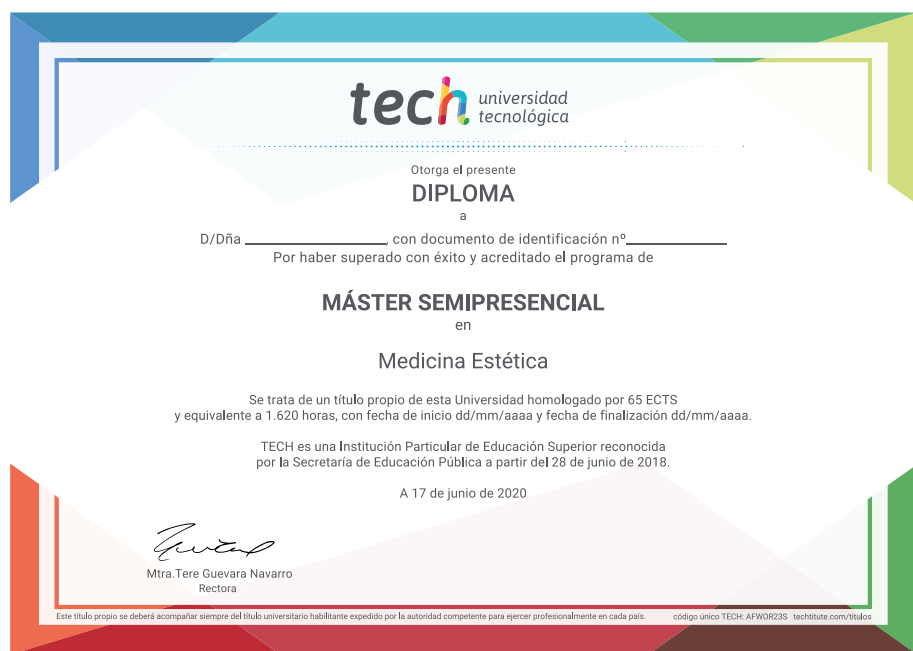 tech universidad
tecnológica
Otorga el presente
DIPLOMA
a
D/Dña ____________________, con documento de identificación nº______________
Por haber superado con éxito y acreditado el programa de
MÁSTER SEMIPRESENCIAL
en
Medicina Estética
Se trata de un título propio de esta Universidad homologado por 65 ECTS
y equivalente a 1.620 horas, con fecha de inicio dd/mm/aaaa y fecha de finalización dd/mm/aaaa.
TECH es una Institución Particular de Educación Superior reconocida
por la Secretaría de Educación Pública a partir del 28 de junio de 2018.
A 17 de junio de 2020
Mtra.Tere Guevara Navarro
Rectora
Este título propio se deberá acompañar siempre del título universitario habilitante expedido por la autoridad competente para ejercer profesionalmente en cada país. código único TECH: AFWOR23S techtitute.com/titulos